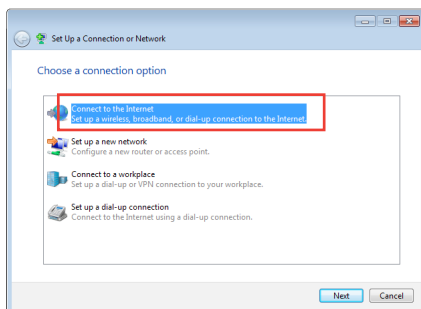 Set Up a Connection or Network
Choose a connection option
Connect to the Internet
Set up a wireless, broadband, or dial-up connection to the Internet.
Set up a new network
Configure a new router or access point.
Connect to a workplace
Set up a dial-up or VPN connection to your workplace.
Set up a dial-up connection
Connect to the Internet using a dial-up connection.
Next Cancel